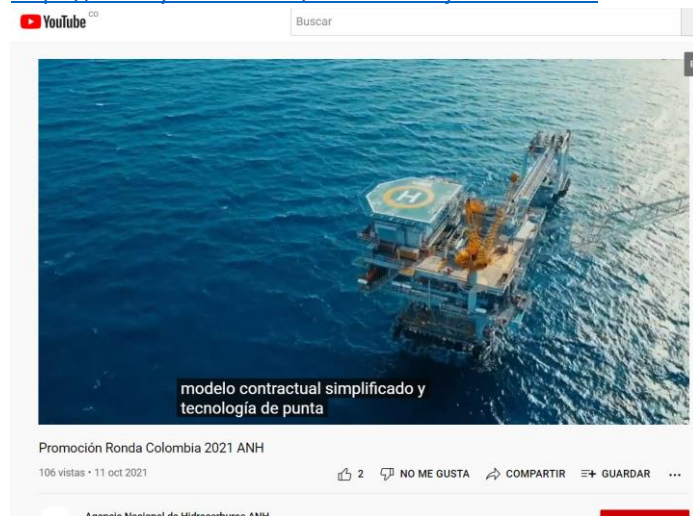 YouTube CO
Buscar
H
modelo contractual simplificado y
tecnología de punta
Promoción Ronda Colombia 2021 ANH
106 vistas • 11 oct 2021
2 NO ME GUSTA COMPARTIR GUARDAR ...
Agencia Nacional de Hidrocarburos ANH